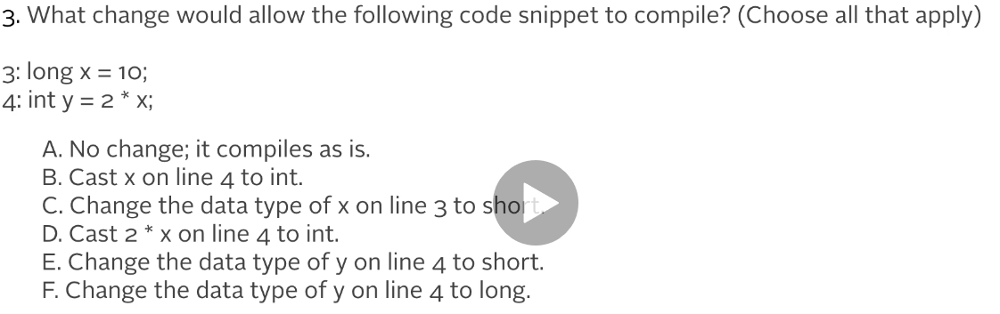 3. What change would allow the following code snippet to compile? (Choose all that apply)
3: long x = 10;
4: int y = 2 * x;
A. No change; it compiles as is.
B. Cast x on line 4 to int.
C. Change the data type of x on line 3 to short.
D. Cast 2 * x on line 4 to int.
E. Change the data type of y on line 4 to short.
F. Change the data type of y on line 4 to long.